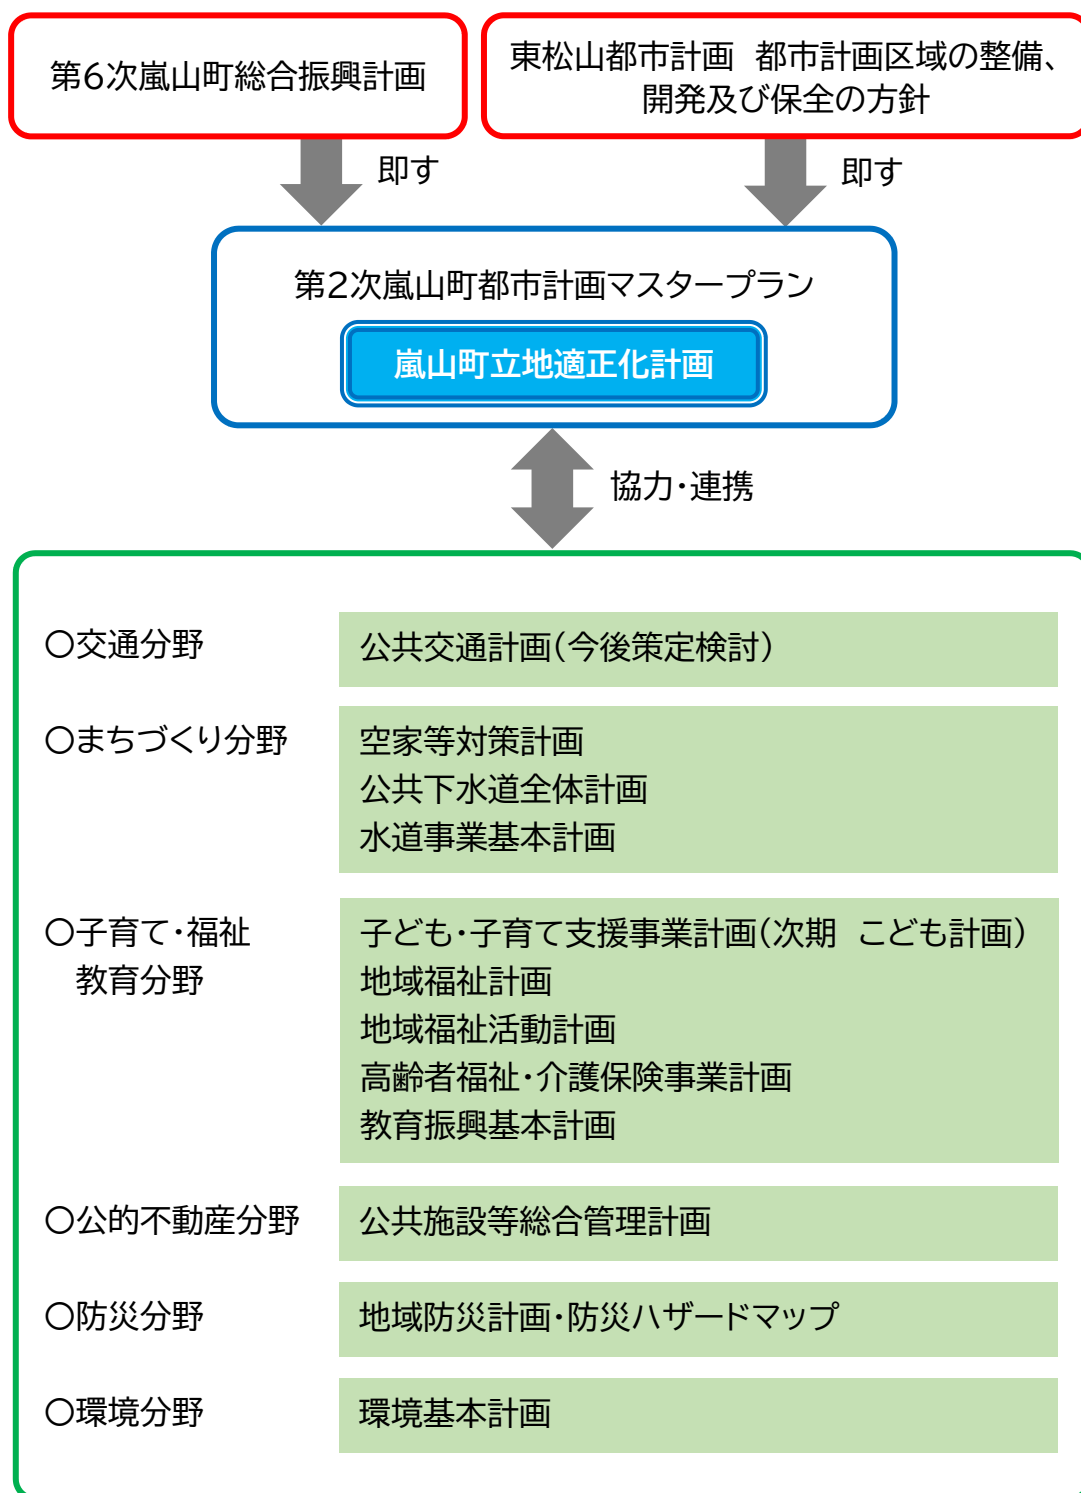 第6次嵐山町総合振興計画
東松山都市計画　都市計画区域の整備、
開発及び保全の方針
即す
即す
第2次嵐山町都市計画マスタープラン
嵐山町立地適正化計画
協力・連携
〇交通分野
公共交通計画(今後策定検討)
〇まちづくり分野
空家等対策計画
公共下水道全体計画
水道事業基本計画
〇子育て・福祉
教育分野
子ども・子育て支援事業計画(次期　こども計画)
地域福祉計画
地域福祉活動計画
高齢者福祉・介護保険事業計画
教育振興基本計画
〇公的不動産分野
公共施設等総合管理計画
〇防災分野
地域防災計画・防災ハザードマップ
〇環境分野
環境基本計画